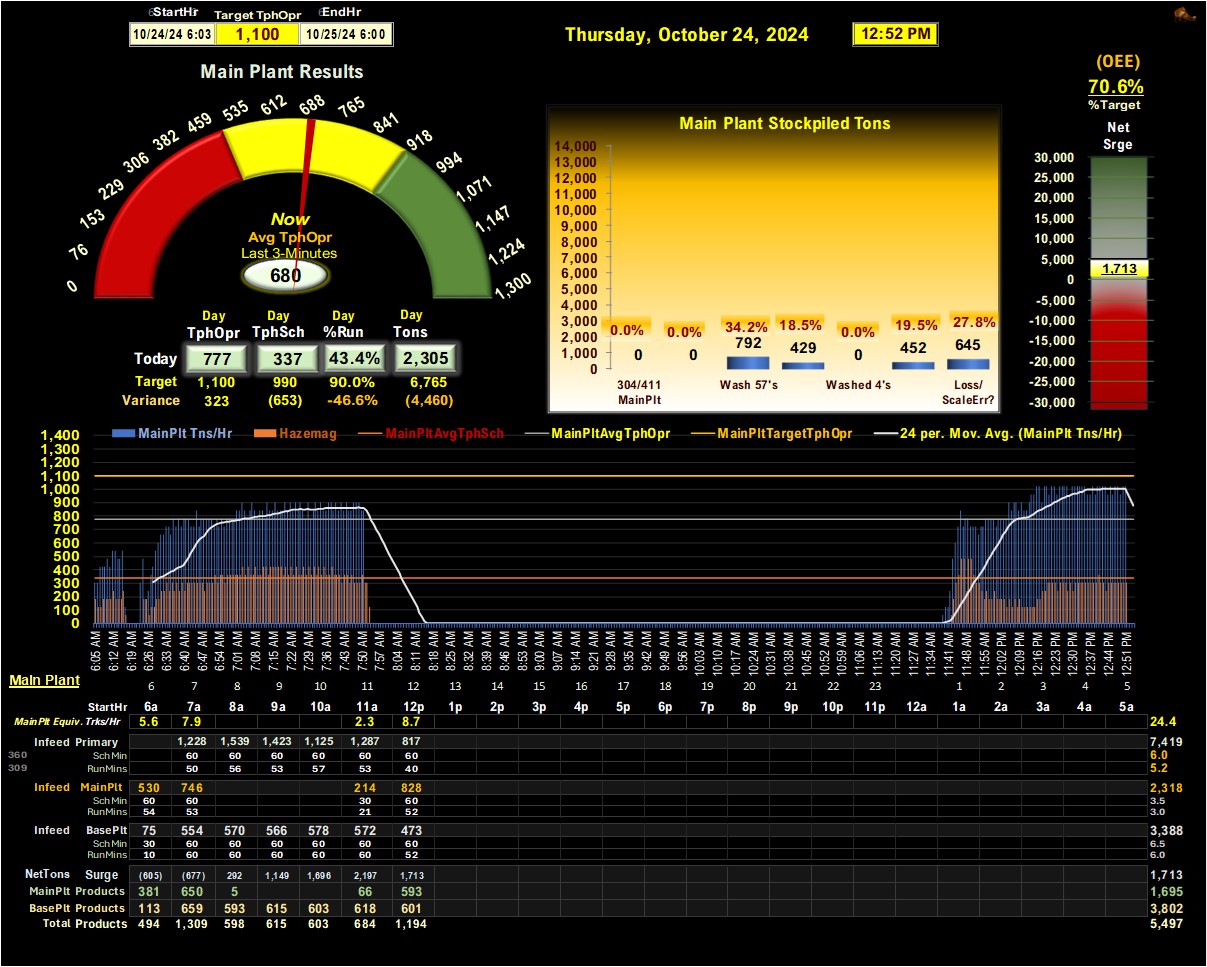 StartHr Target TphOpr EndHr
10/24/24 6:03 1,100 10/25/24 6:00
Thursday, October 24, 2024 12:52 PM
(OEE)
70.6%
%Target
Main Plant Results
0 76 153 229 306 382 459 535 612 688 765 841 918 994 1,071 1,147 1,224 1,300
Now
Avg TphOpr
Last 3-Minutes
680
Day Day Day Day
TphOpr TphSch %Run Tons
Today 777 337 43.4% 2,305
Target 1,100 990 90.0% 6,765
Variance 323 (653) -46.6% (4,460)
Main Plant Stockpiled Tons
14,000
13,000
12,000
11,000
10,000
9,000
8,000
7,000
6,000
5,000
4,000
3,000
2,000
1,000
0
0.0% 0.0% 34.2% 18.5% 0.0% 19.5% 27.8%
0 0 792 429 0 452 645
304/411 Wash 57's Washed 4's Loss/
MainPlt ScaleErr?
Net
Srge
30,000
25,000
20,000
15,000
10,000
5,000
1,713
0
-5,000
-10,000
-15,000
-20,000
-25,000
-30,000
MainPlt Tns/Hr Hazemag MainPltAvgTphSch MainPltAvgTphOpr MainPltTargetTphOpr 24 per. Mov. Avg. (MainPlt Tns/Hr)
1,400
1,300
1,200
1,100
1,000
900
800
700
600
500
400
300
200
100
0
6:05 AM 6:12 AM 6:19 AM 6:26 AM 6:33 AM 6:40 AM 6:47 AM 6:54 AM 7:01 AM 7:08 AM 7:15 AM 7:22 AM 7:29 AM 7:36 AM 7:43 AM 7:50 AM 7:57 AM 8:04 AM 8:11 AM 8:18 AM 8:25 AM 8:32 AM 8:39 AM 8:46 AM 8:53 AM 9:00 AM 9:07 AM 9:14 AM 9:21 AM 9:28 AM 9:35 AM 9:42 AM 9:49 AM 9:56 AM 10:03 AM 10:10 AM 10:17 AM 10:24 AM 10:31 AM 10:38 AM 10:45 AM 10:52 AM 10:59 AM 11:06 AM 11:13 AM 11:20 AM 11:27 AM 11:34 AM 11:41 AM 11:48 AM 11:55 AM 12:02 PM 12:09 PM 12:16 PM 12:23 PM 12:30 PM 12:37 PM 12:44 PM 12:51 PM
Main Plant 6 7 8 9 10 11 12 13 14 15 16 17 18 19 20 21 22 23 1 2 3 4 5
StartHr 6a 7a 8a 9a 10a 11a 12p 1p 2p 3p 4p 5p 6p 7p 8p 9p 10p 11p 12a 1a 2a 3a 4a 5a
MainPlt Equiv. Trks/Hr 5.6 7.9 2.3 8.7 24.4
Infeed Primary 1,228 1,539 1,423 1,125 1,287 817 7,419
360 Sch Min 60 60 60 60 60 60 6.0
309 RunMins 50 56 53 57 53 40 5.2
Infeed MainPlt 530 746 214 828 2,318
Sch Min 60 60 30 60 3.5
RunMins 54 53 21 52 3.0
Infeed BasePlt 75 554 570 566 578 572 473 3,388
Sch Min 30 60 60 60 60 60 60 6.5
RunMins 10 60 60 60 60 60 52 6.0
NetTons Surge (605) (677) 292 1,149 1,696 2,197 1,713 1,713
MainPlt Products 381 650 5 66 593 1,695
BasePlt Products 113 659 593 615 603 618 601 3,802
Total Products 494 1,309 598 615 603 684 1,194 5,497